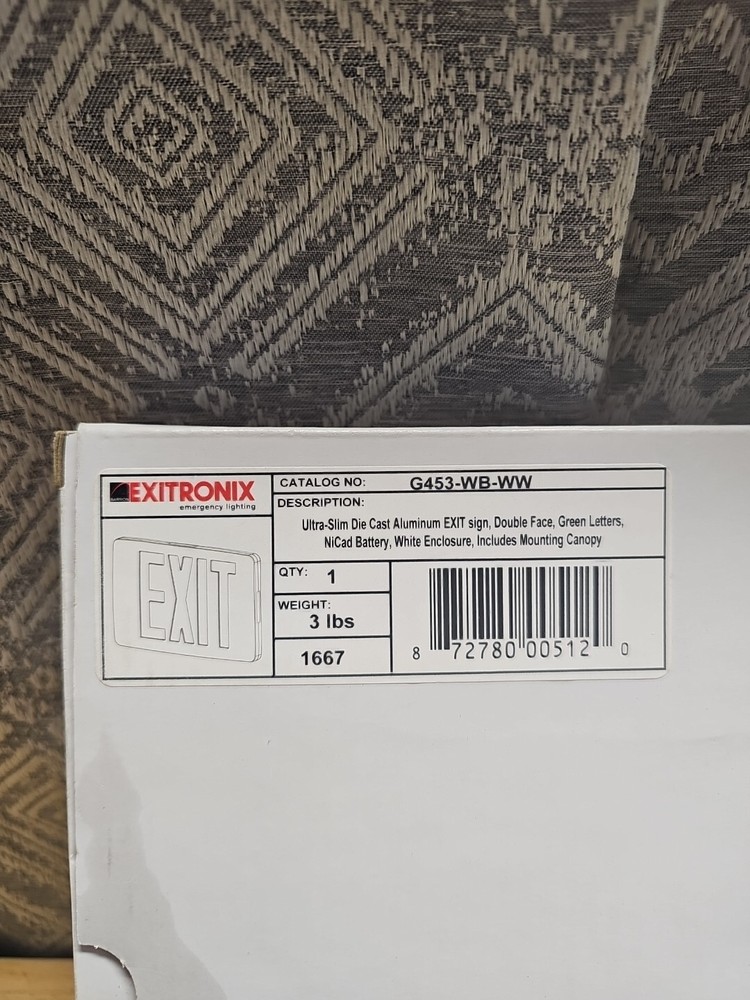 EXITRONIX
emergency lighting
CATALOG NO: G453-WB-WW
DESCRIPTION:
Ultra-Slim Die Cast Aluminum EXIT sign, Double Face, Green Letters,
NiCad Battery, White Enclosure, Includes Mounting Canopy
EXIT
QTY: 1
WEIGHT:
3 lbs
1667
8 72780 00512 0